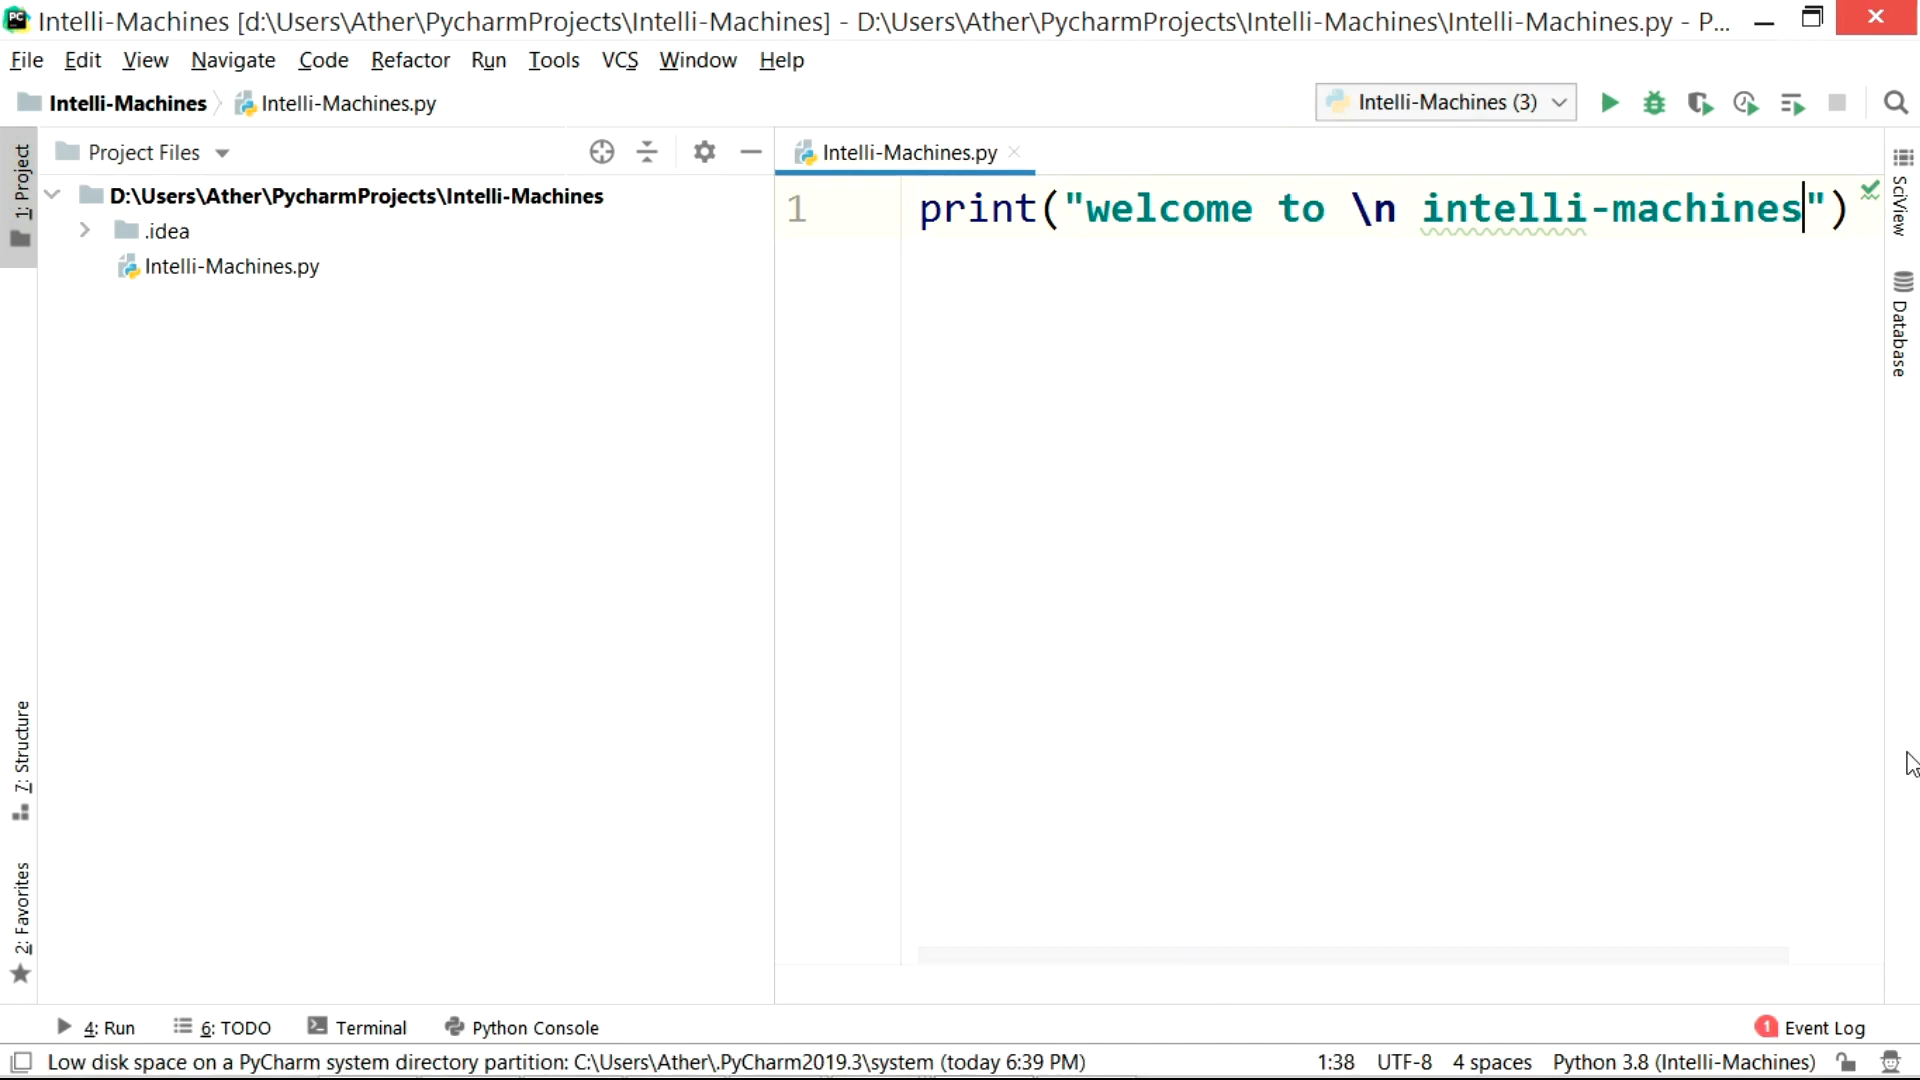 Intelli-Machines [d:\Users\Ather\PycharmProjects\Intelli-Machines] - D:\Users\Ather\PycharmProjects\Intelli-Machines\Intelli-Machines.py - P...
File Edit View Navigate Code Refactor Run Tools VCS Window Help
Intelli-Machines Intelli-Machines.py Intelli-Machines (3)
1: Project
Project Files
Intelli-Machines.py
D:\Users\Ather\PycharmProjects\Intelli-Machines
.idea
Intelli-Machines.py
1 print("welcome to \n intelli-machines")
SciView
Database
7: Structure
2: Favorites
4: Run 6: TODO Terminal Python Console 1 Event Log
Low disk space on a PyCharm system directory partition: C:\Users\Ather\.PyCharm2019.3\system (today 6:39 PM) 1:38 UTF-8 4 spaces Python 3.8 (Intelli-Machines)